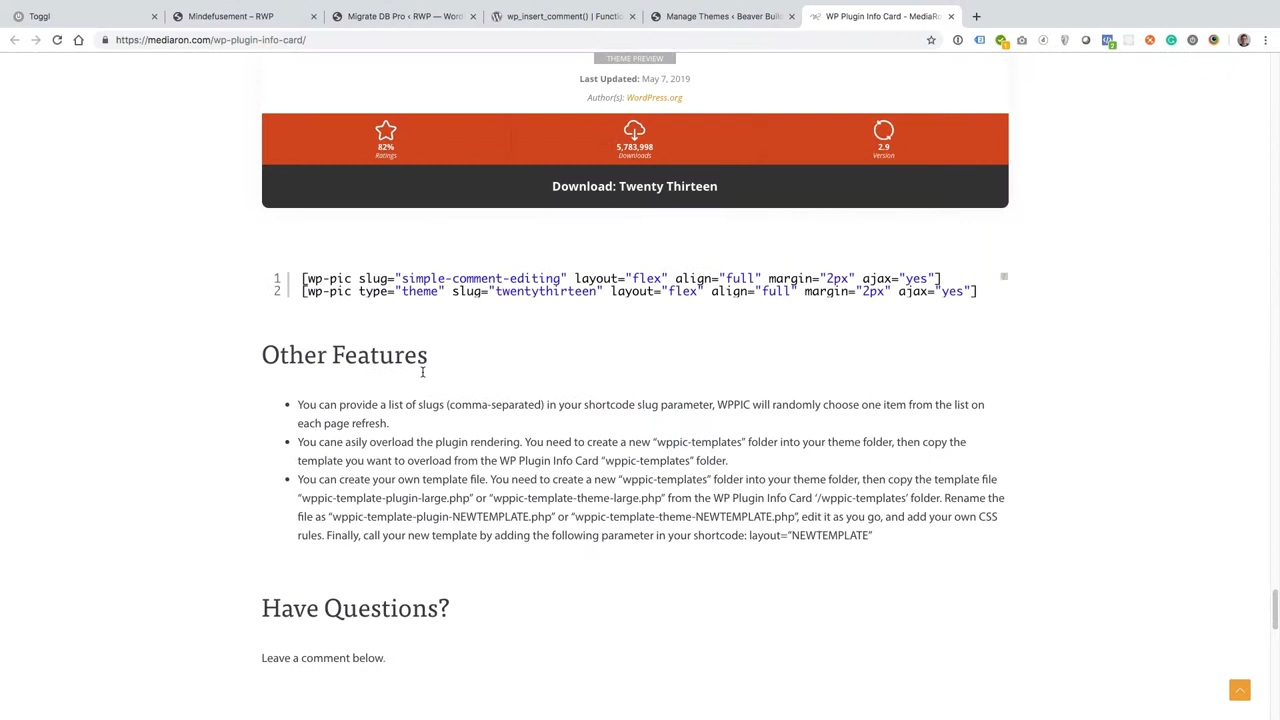 Toggl
Mindefusement – RWP
Migrate DB Pro ‹ RWP — Word
wp_insert_comment() | Functio
Manage Themes ‹ Beaver Buil
WP Plugin Info Card - MediaRo
https://mediaron.com/wp-plugin-info-card/
THEME PREVIEW
Last Updated: May 7, 2019
Author(s): WordPress.org
82%
Ratings
5,783,998
Downloads
2.9
Version
Download: Twenty Thirteen
1 [wp-pic slug="simple-comment-editing" layout="flex" align="full" margin="2px" ajax="yes"]
2 [wp-pic type="theme" slug="twentythirteen" layout="flex" align="full" margin="2px" ajax="yes"]
Other Features
• You can provide a list of slugs (comma-separated) in your shortcode slug parameter, WPPIC will randomly choose one item from the list on
each page refresh.
• You cane asily overload the plugin rendering. You need to create a new “wppic-templates” folder into your theme folder, then copy the
template you want to overload from the WP Plugin Info Card “wppic-templates” folder.
• You can create your own template file. You need to create a new “wppic-templates” folder into your theme folder, then copy the template file
“wppic-template-plugin-large.php” or “wppic-template-theme-large.php” from the WP Plugin Info Card ‘/wppic-templates’ folder. Rename the
file as “wppic-template-plugin-NEWTEMPLATE.php” or “wppic-template-theme-NEWTEMPLATE.php”, edit it as you go, and add your own CSS
rules. Finally, call your new template by adding the following parameter in your shortcode: layout=”NEWTEMPLATE”
Have Questions?
Leave a comment below.